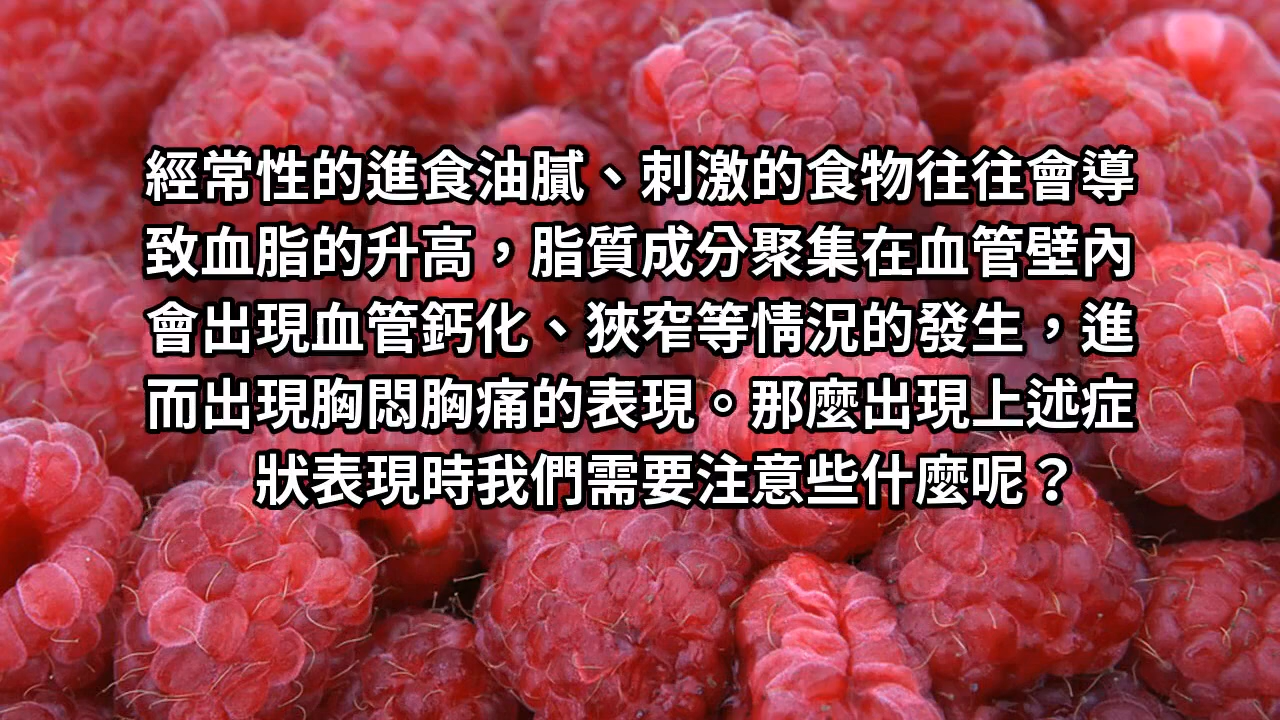 經常性的進食油膩、刺激的食物往往會導
致血脂的升高，脂質成分聚集在血管壁內
會出現血管鈣化、狹窄等情況的發生，進
而出現胸悶胸痛的表現。那麼出現上述症
狀表現時我們需要注意些什麼呢？